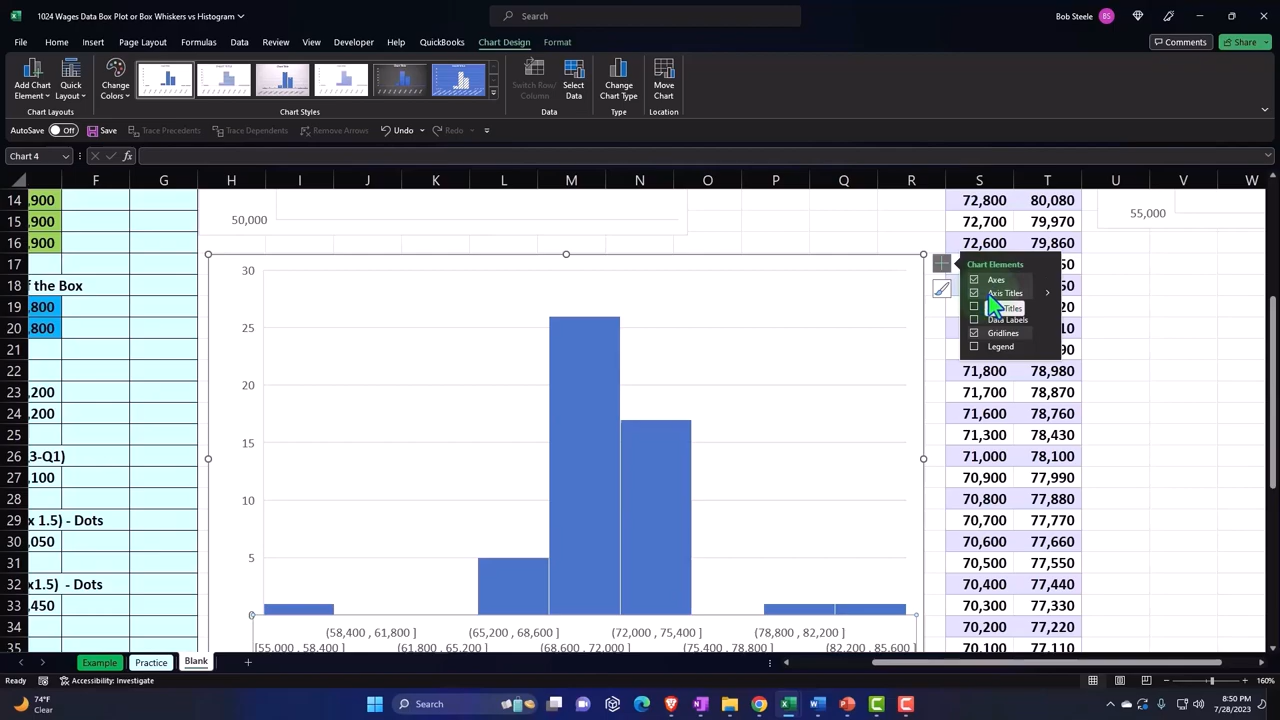 1024 Wages Data Box Plot or Box Whiskers vs Histogram
Search
Bob Steele
BS
File
Home
Insert
Page Layout
Formulas
Data
Review
View
Developer
Help
QuickBooks
Chart Design
Format
Comments
Share
Add Chart Element
Quick Layout
Change Colors
Switch Row/Column
Select Data
Change Chart Type
Move Chart
Chart Layouts
Chart Styles
Data
Type
Location
AutoSave Off Save Trace Precedents Trace Dependents Remove Arrows Undo Redo
Chart 4
fx
F G H I J K L M N O P Q R S T U V W
14 ,900 50,000 72,800 80,080 55,000
15 ,900 72,700 79,970
16 ,900 72,600 79,860
17
18 f the Box
19 ,800
20 ,800
21
22 71,800 78,980
23 ,200 71,700 78,870
24 ,200 71,600 78,760
25 71,300 78,430
26 (3-Q1) 71,000 78,100
27 ,100 70,900 77,990
28 70,800 77,880
29 x 1.5) - Dots 70,700 77,770
30 ,050 70,600 77,660
31 70,500 77,550
32 x1.5) - Dots 70,400 77,440
33 ,450 70,300 77,330
34 70,200 77,220
35 70,100 77,110
30
25
20
15
10
5
0
(58,400 , 61,800 ] (65,200 , 68,600 ] (72,000 , 75,400 ] (78,800 , 82,200 ]
[55,000 , 58,400 ] (61,800 , 65,200 ] (68,600 , 72,000 ] (75,400 , 78,800 ] (82,200 , 85,600 ]
Chart Elements
Axes
Axis Titles
Titles
Data Labels
Gridlines
Legend
Example
Practice
Blank
Ready
Accessibility: Investigate
160%
74°F
Clear
Search
8:50 PM
7/28/2023